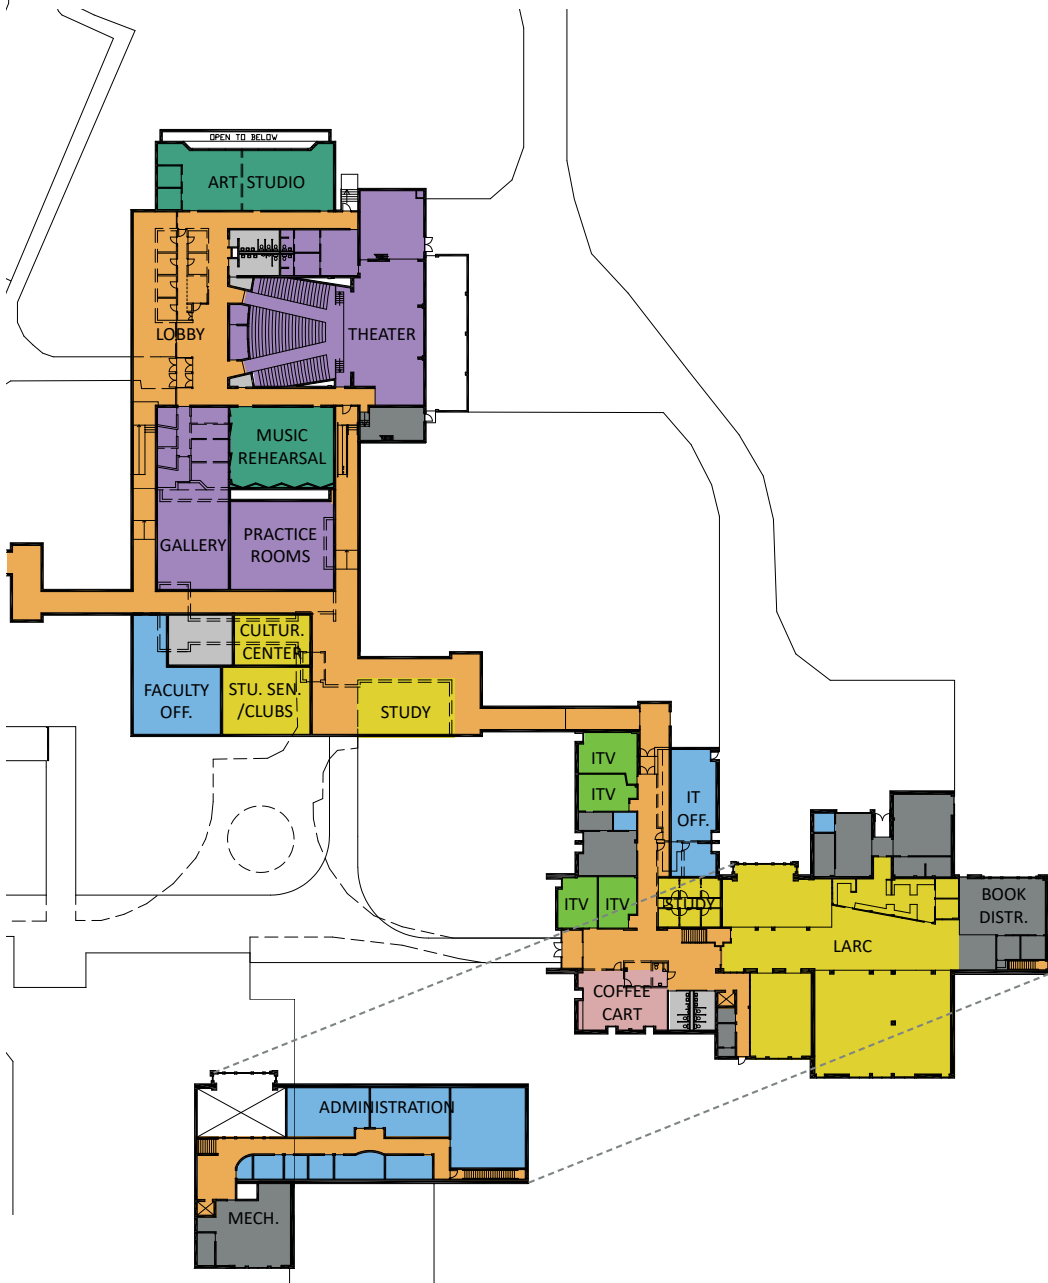 OPEN TO BELOW
ART STUDIO
LOBBY
THEATER
MUSIC
REHEARSAL
GALLERY
PRACTICE
ROOMS
CULTUR.
CENTER
FACULTY
OFF.
STU. SEN.
/CLUBS
STUDY
ITV
ITV
IT
OFF.
ITV
ITV
STUDY
BOOK
DISTR.
LARC
COFFEE
CART
ADMINISTRATION
MECH.